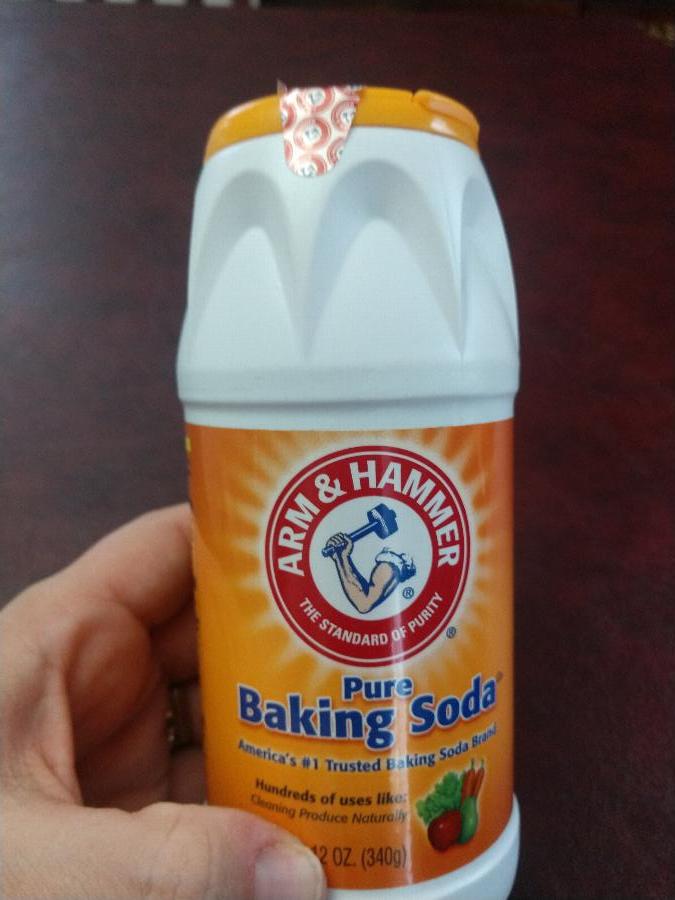 ARM & HAMMER
®
THE STANDARD OF PURITY
®
Pure
Baking Soda®
America's #1 Trusted Baking Soda Brand
Hundreds of uses like:
Cleaning Produce Naturally
12 OZ. (340g)